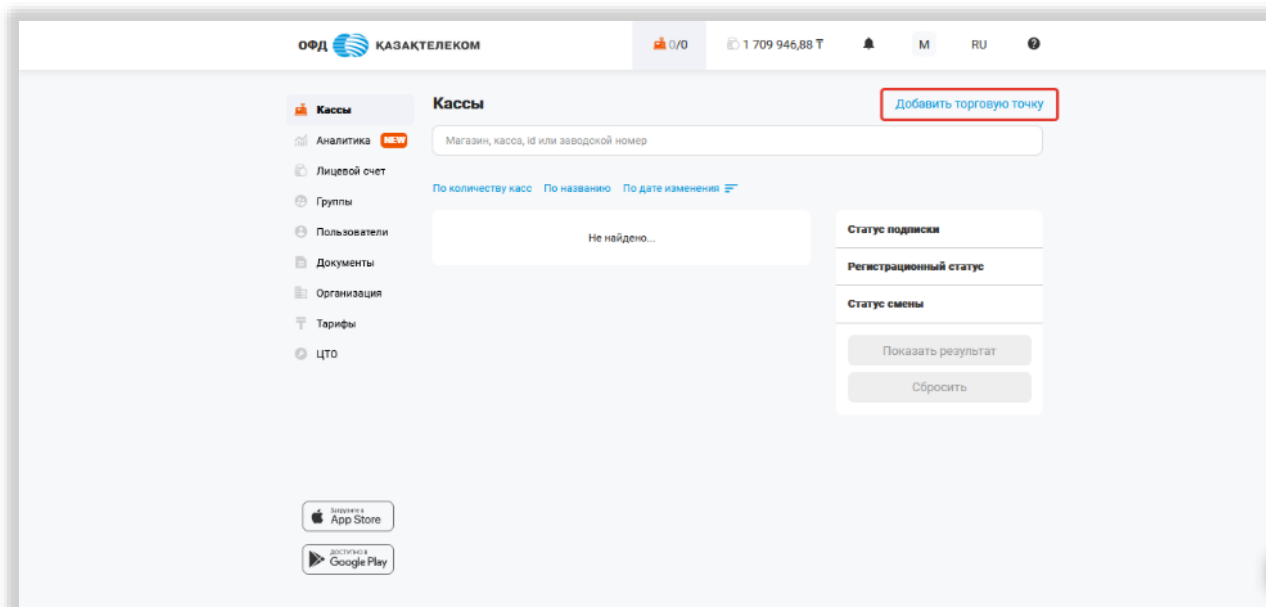 ОФД ҚАЗАҚТЕЛЕКОМ
0/0
1 709 946,88 ₸
М
RU
Кассы
Аналитика NEW
Лицевой счет
Группы
Пользователи
Документы
Организация
Тарифы
ЦТО
Кассы
Добавить торговую точку
Магазин, касса, id или заводской номер
По количеству касс По названию По дате изменения
Не найдено...
Статус подписки
Регистрационный статус
Статус смены
Показать результат
Сбросить
Загрузите в
App Store
ДОСТУПНО В
Google Play